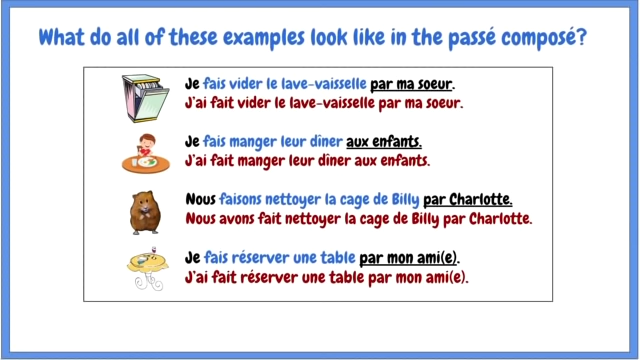 What do all of these examples look like in the passé composé?
Je fais vider le lave-vaisselle par ma soeur.
J'ai fait vider le lave-vaisselle par ma soeur.
Je fais manger leur dîner aux enfants.
J'ai fait manger leur dîner aux enfants.
Nous faisons nettoyer la cage de Billy par Charlotte.
Nous avons fait nettoyer la cage de Billy par Charlotte.
Je fais réserver une table par mon ami(e).
J'ai fait réserver une table par mon ami(e).